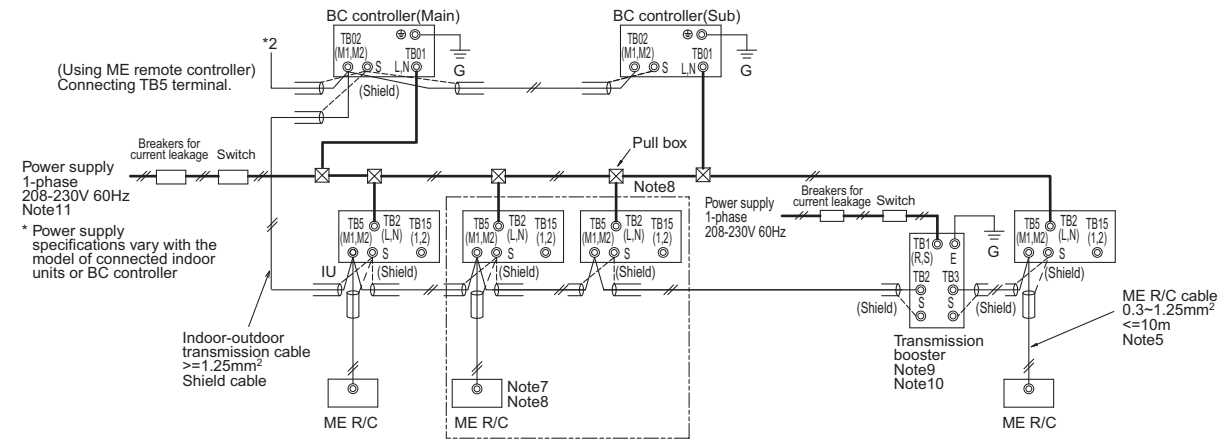 BC controller(Main)
TB02
(M1,M2)
S
TB01
L,N
G
(Shield)
BC controller(Sub)
TB02
(M1,M2)
S
TB01
L,N
G
*2
(Using ME remote controller)
Connecting TB5 terminal.
Breakers for
current leakage
Switch
Power supply
1-phase
208-230V 60Hz
Note11
* Power supply
specifications vary with the
model of connected indoor
units or BC controller
Pull box
Note8
TB5
(M1,M2)
TB2
(L,N)
TB15
(1,2)
S
(Shield)
IU
TB5
(M1,M2)
TB2
(L,N)
TB15
(1,2)
S
(Shield)
TB5
(M1,M2)
TB2
(L,N)
TB15
(1,2)
S
(Shield)
Power supply
1-phase
208-230V 60Hz
Breakers for
current leakage
Switch
TB1
(R,S)
E
G
TB2
TB3
S
S
(Shield)
(Shield)
Transmission
booster
Note9
Note10
TB5
(M1,M2)
TB2
(L,N)
TB15
(1,2)
S
(Shield)
ME R/C cable
0.3~1.25mm²
<=10m
Note5
Indoor-outdoor
transmission cable
>=1.25mm²
Shield cable
ME R/C
Note7
Note8
ME R/C
ME R/C